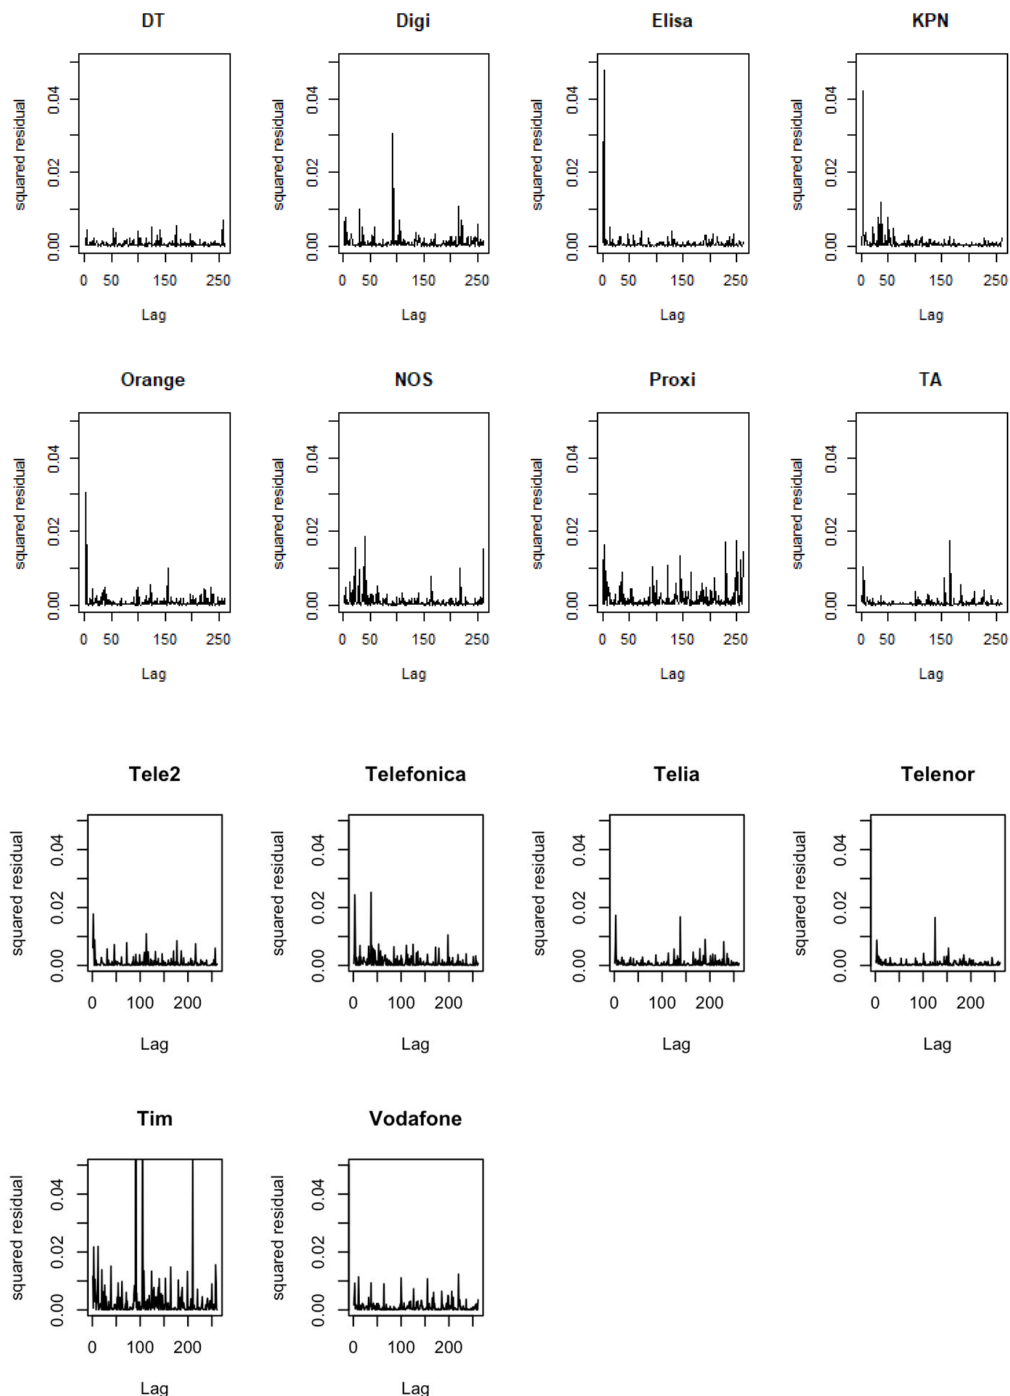 DT Digi Elisa KPN
squared residual squared residual squared residual squared residual
0.04 0.04 0.04 0.04
0.02 0.02 0.02 0.02
0.00 0.00 0.00 0.00
0 50 150 250 0 50 150 250 0 50 150 250 0 50 150 250
Lag Lag Lag Lag
Orange NOS Proxi TA
squared residual squared residual squared residual squared residual
0.04 0.04 0.04 0.04
0.02 0.02 0.02 0.02
0.00 0.00 0.00 0.00
0 50 150 250 0 50 150 250 0 50 150 250 0 50 150 250
Lag Lag Lag Lag
Tele2 Telefonica Telia Telenor
squared residual squared residual squared residual squared residual
0.04 0.04 0.04 0.04
0.02 0.02 0.02 0.02
0.00 0.00 0.00 0.00
0 100 200 0 100 200 0 100 200 0 100 200
Lag Lag Lag Lag
Tim Vodafone
squared residual squared residual
0.04 0.04
0.02 0.02
0.00 0.00
0 100 200 0 100 200
Lag Lag